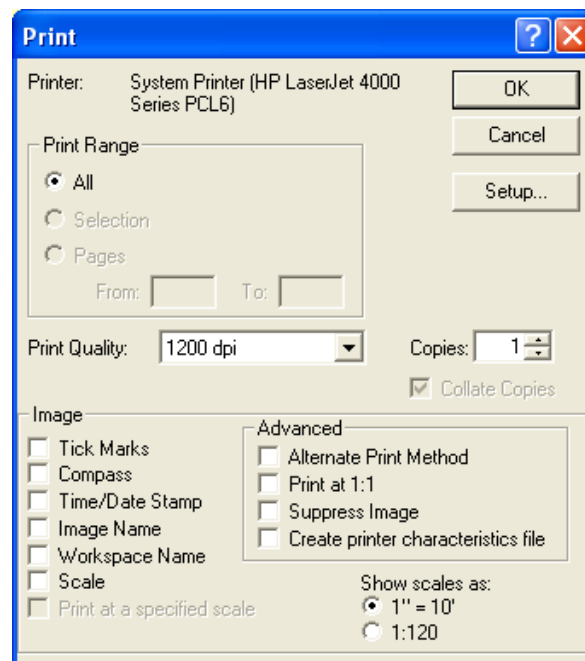 Print
Printer: System Printer (HP LaserJet 4000
Series PCL6)
OK
Cancel
Setup...
Print Range
All
Selection
Pages
From: To:
Print Quality: 1200 dpi
Copies: 1
Collate Copies
Image
Tick Marks
Compass
Time/Date Stamp
Image Name
Workspace Name
Scale
Print at a specified scale
Advanced
Alternate Print Method
Print at 1:1
Suppress Image
Create printer characteristics file
Show scales as:
1" = 10'
1:120